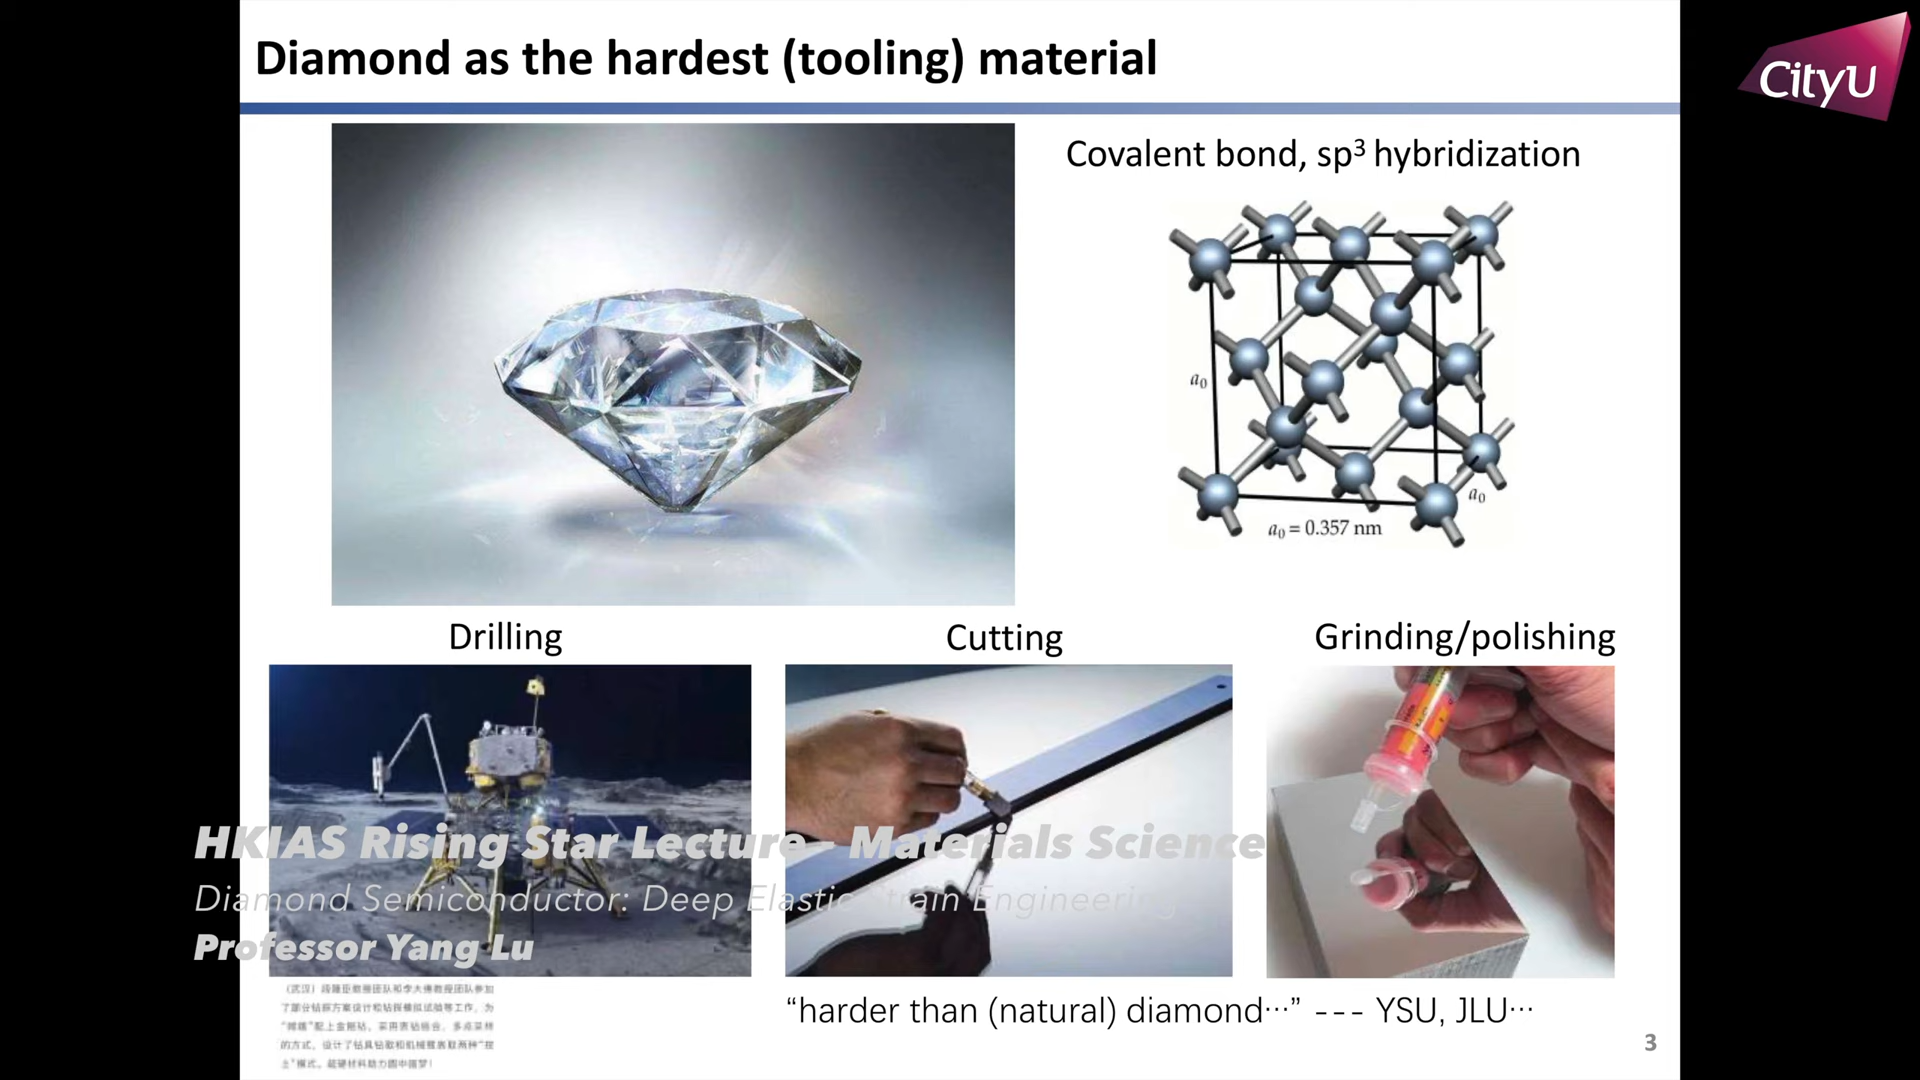 Diamond as the hardest (tooling) material
CityU
Covalent bond, sp³ hybridization
a₀
a₀
a₀ = 0.357 nm
Drilling
Cutting
Grinding/polishing
HKIAS Rising Star Lecture - Materials Science
Diamond Semiconductor: Deep Elastic Strain Engineering
Professor Yang Lu
"harder than (natural) diamond…" --- YSU, JLU…
3